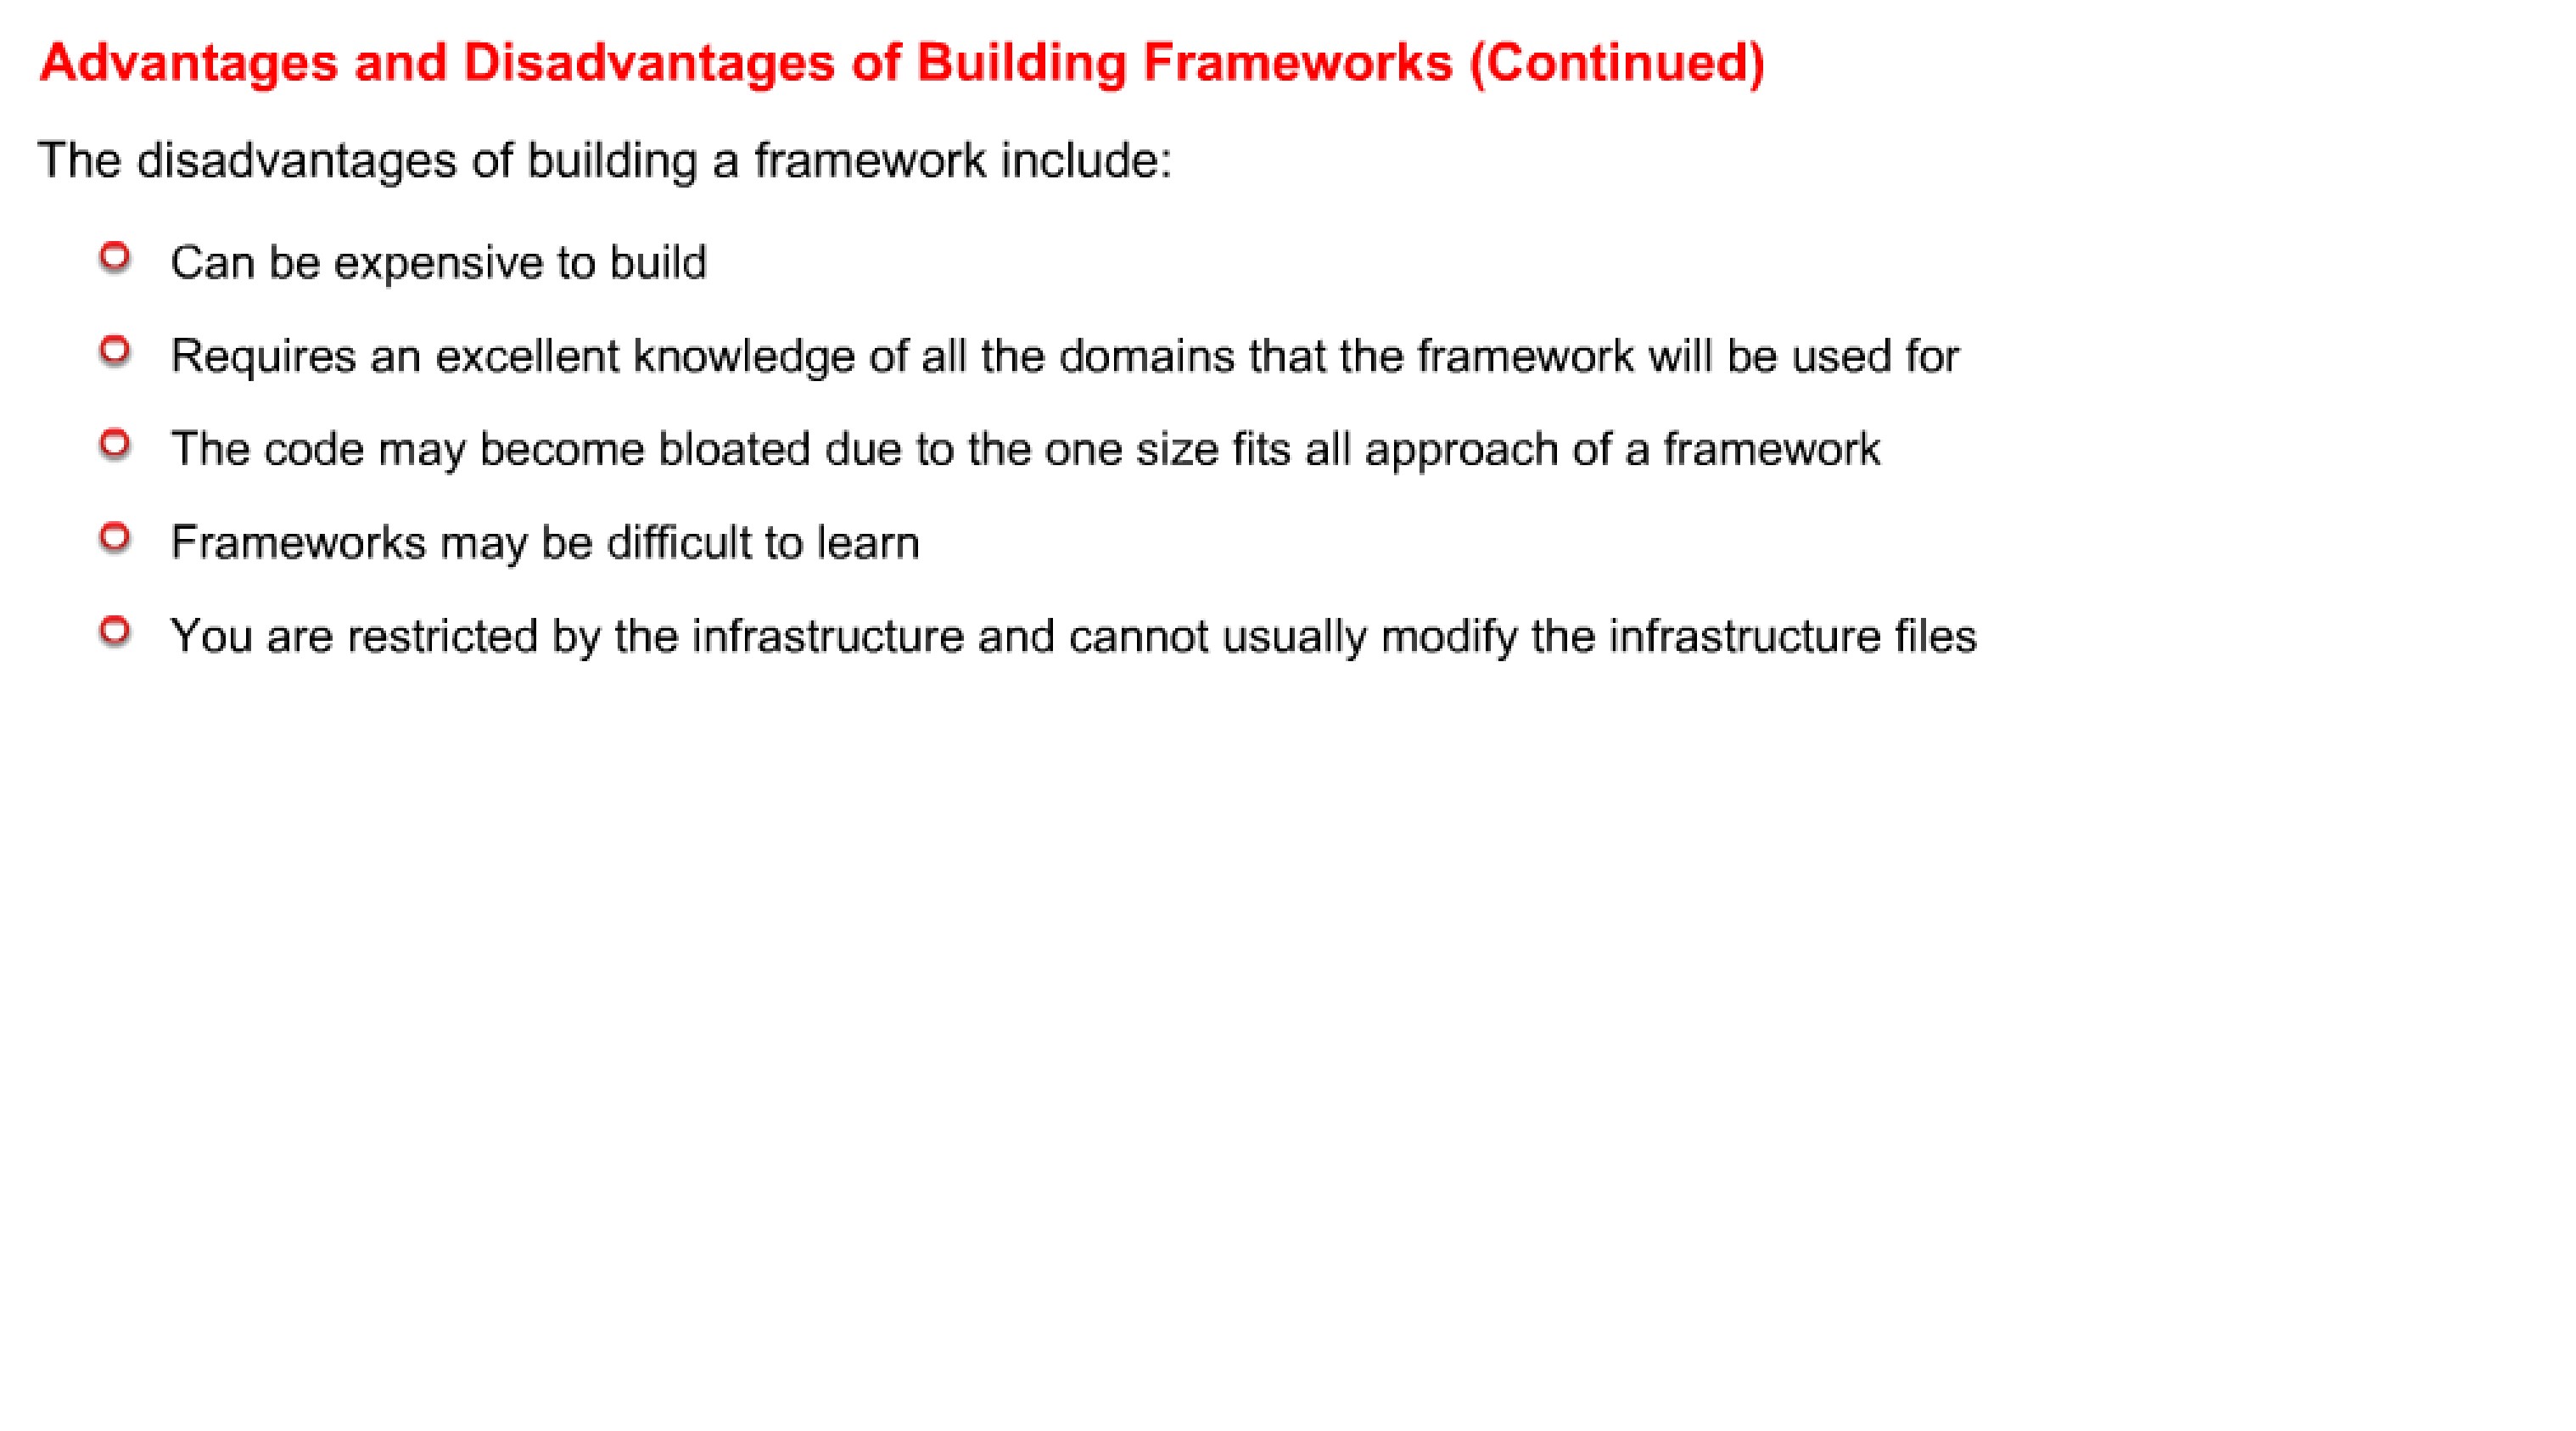 Advantages and Disadvantages of Building Frameworks (Continued)
The disadvantages of building a framework include:
Can be expensive to build
Requires an excellent knowledge of all the domains that the framework will be used for
The code may become bloated due to the one size fits all approach of a framework
Frameworks may be difficult to learn
You are restricted by the infrastructure and cannot usually modify the infrastructure files